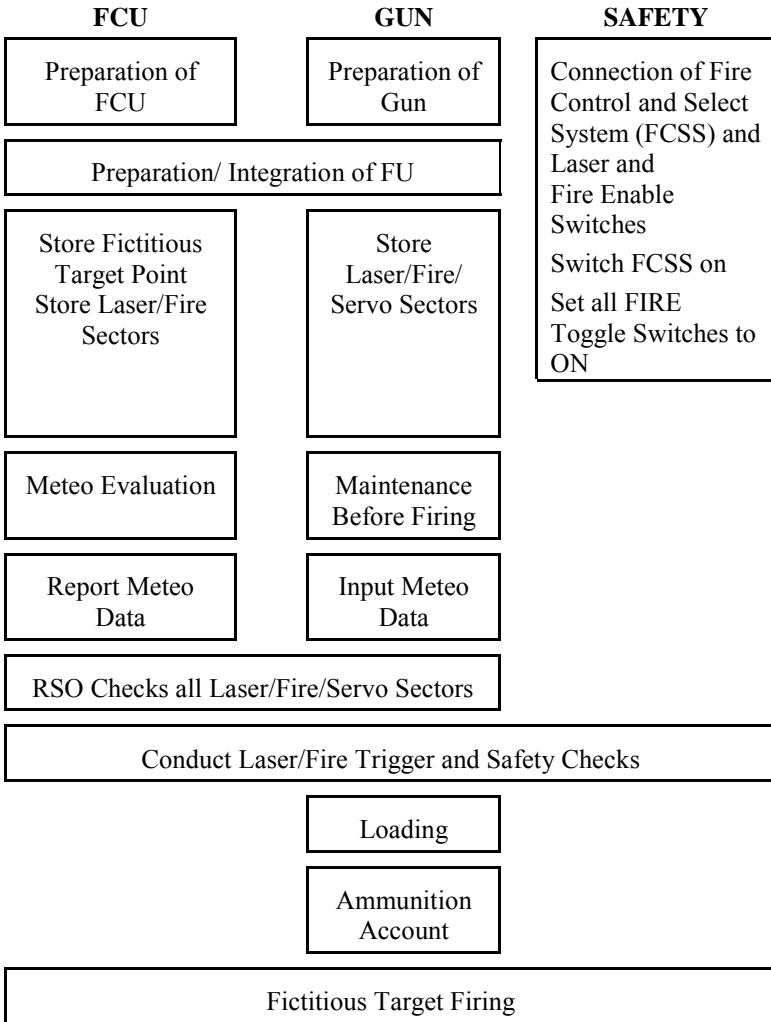 FCU GUN SAFETY
Preparation of
FCU
Preparation of
Gun
Connection of Fire
Control and Select
System (FCSS) and
Laser and
Fire Enable
Switches
Switch FCSS on
Set all FIRE
Toggle Switches to
ON
Preparation/ Integration of FU
Store Fictitious
Target Point
Store Laser/Fire
Sectors
Store
Laser/Fire/
Servo Sectors
Meteo Evaluation
Maintenance
Before Firing
Report Meteo
Data
Input Meteo
Data
RSO Checks all Laser/Fire/Servo Sectors
Conduct Laser/Fire Trigger and Safety Checks
Loading
Ammunition
Account
Fictitious Target Firing